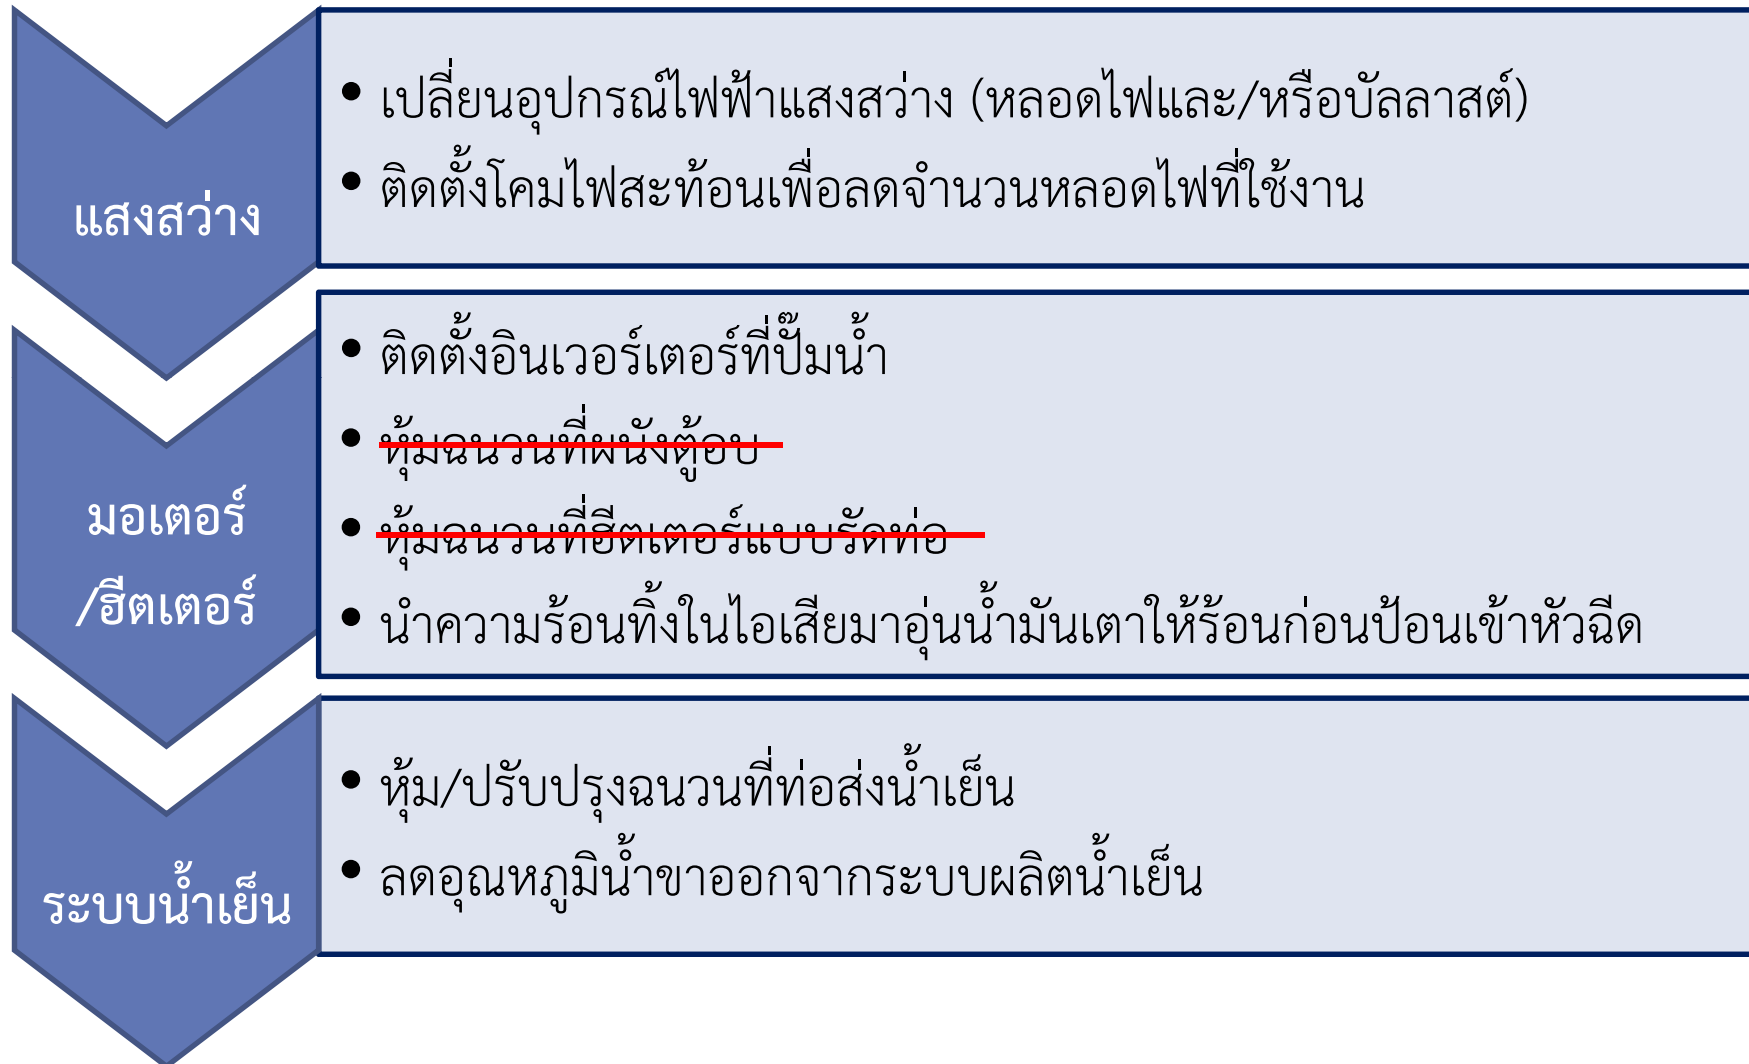 แสงสว่าง
• เปลี่ยนอุปกรณ์ไฟฟ้าแสงสว่าง (หลอดไฟและ/หรือบัลลาสต์)
• ติดตั้งโคมไฟสะท้อนเพื่อลดจำนวนหลอดไฟที่ใช้งาน
มอเตอร์
/ฮีตเตอร์
• ติดตั้งอินเวอร์เตอร์ที่ปั๊มน้ำ
• หุ้มฉนวนที่ผนังตู้อบ
• หุ้มฉนวนที่ฮีตเตอร์แบบรัดท่อ
• นำความร้อนทิ้งในไอเสียมาอุ่นน้ำมันเตาให้ร้อนก่อนป้อนเข้าหัวฉีด
ระบบน้ำเย็น
• หุ้ม/ปรับปรุงฉนวนที่ท่อส่งน้ำเย็น
• ลดอุณหภูมิน้ำขาออกจากระบบผลิตน้ำเย็น